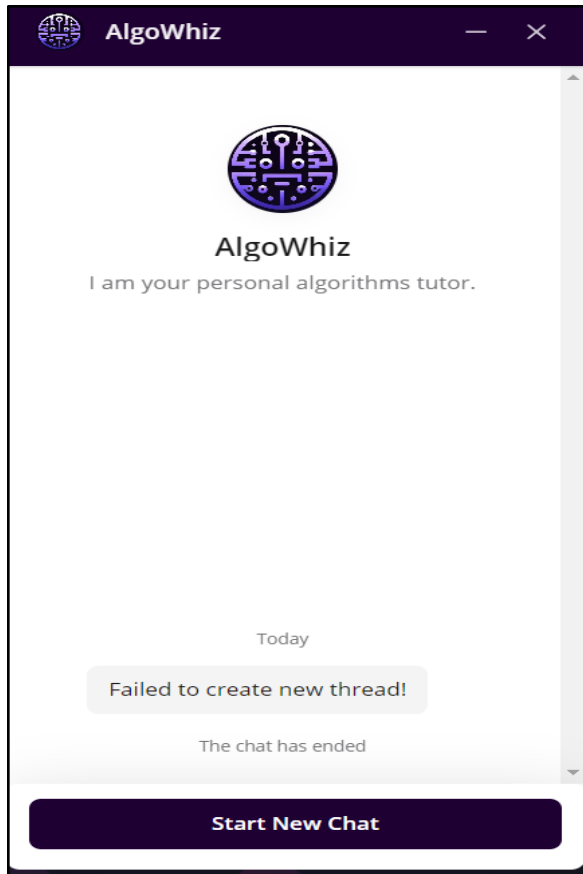 AlgoWhiz
AlgoWhiz
I am your personal algorithms tutor.
Today
Failed to create new thread!
The chat has ended
Start New Chat